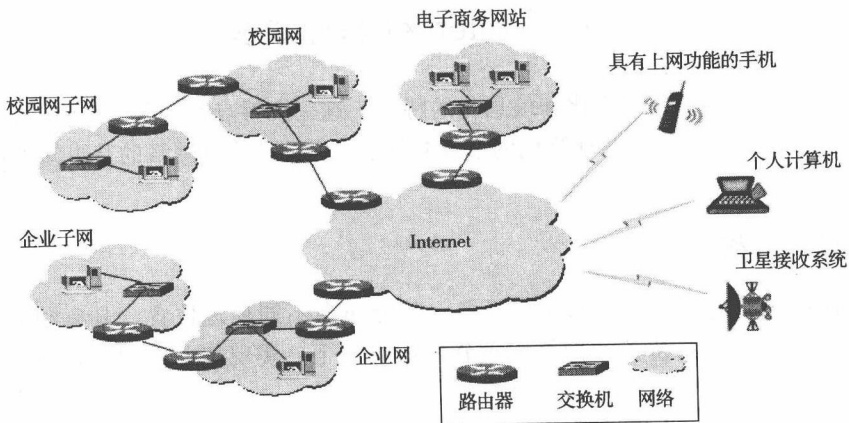 校园网
电子商务网站
具有上网功能的手机
校园网子网
个人计算机
企业子网
Internet
卫星接收系统
企业网
路由器
交换机
网络